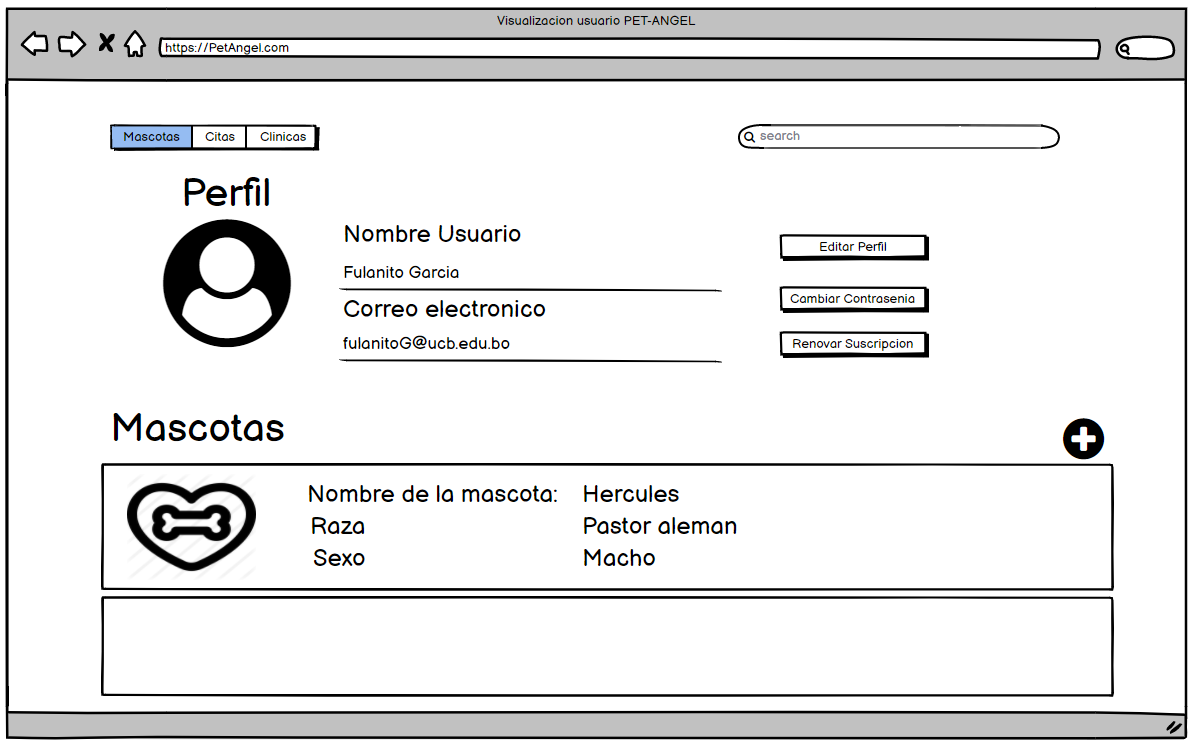 Visualizacion usuario PET-ANGEL
https://PetAngel.com
Mascotas Citas Clinicas
search
Perfil
Nombre Usuario
Fulanito Garcia
Correo electronico
fulanitoG@ucb.edu.bo
Editar Perfil
Cambiar Contrasenia
Renovar Suscripcion
Mascotas
Nombre de la mascota: Hercules
Raza Pastor aleman
Sexo Macho